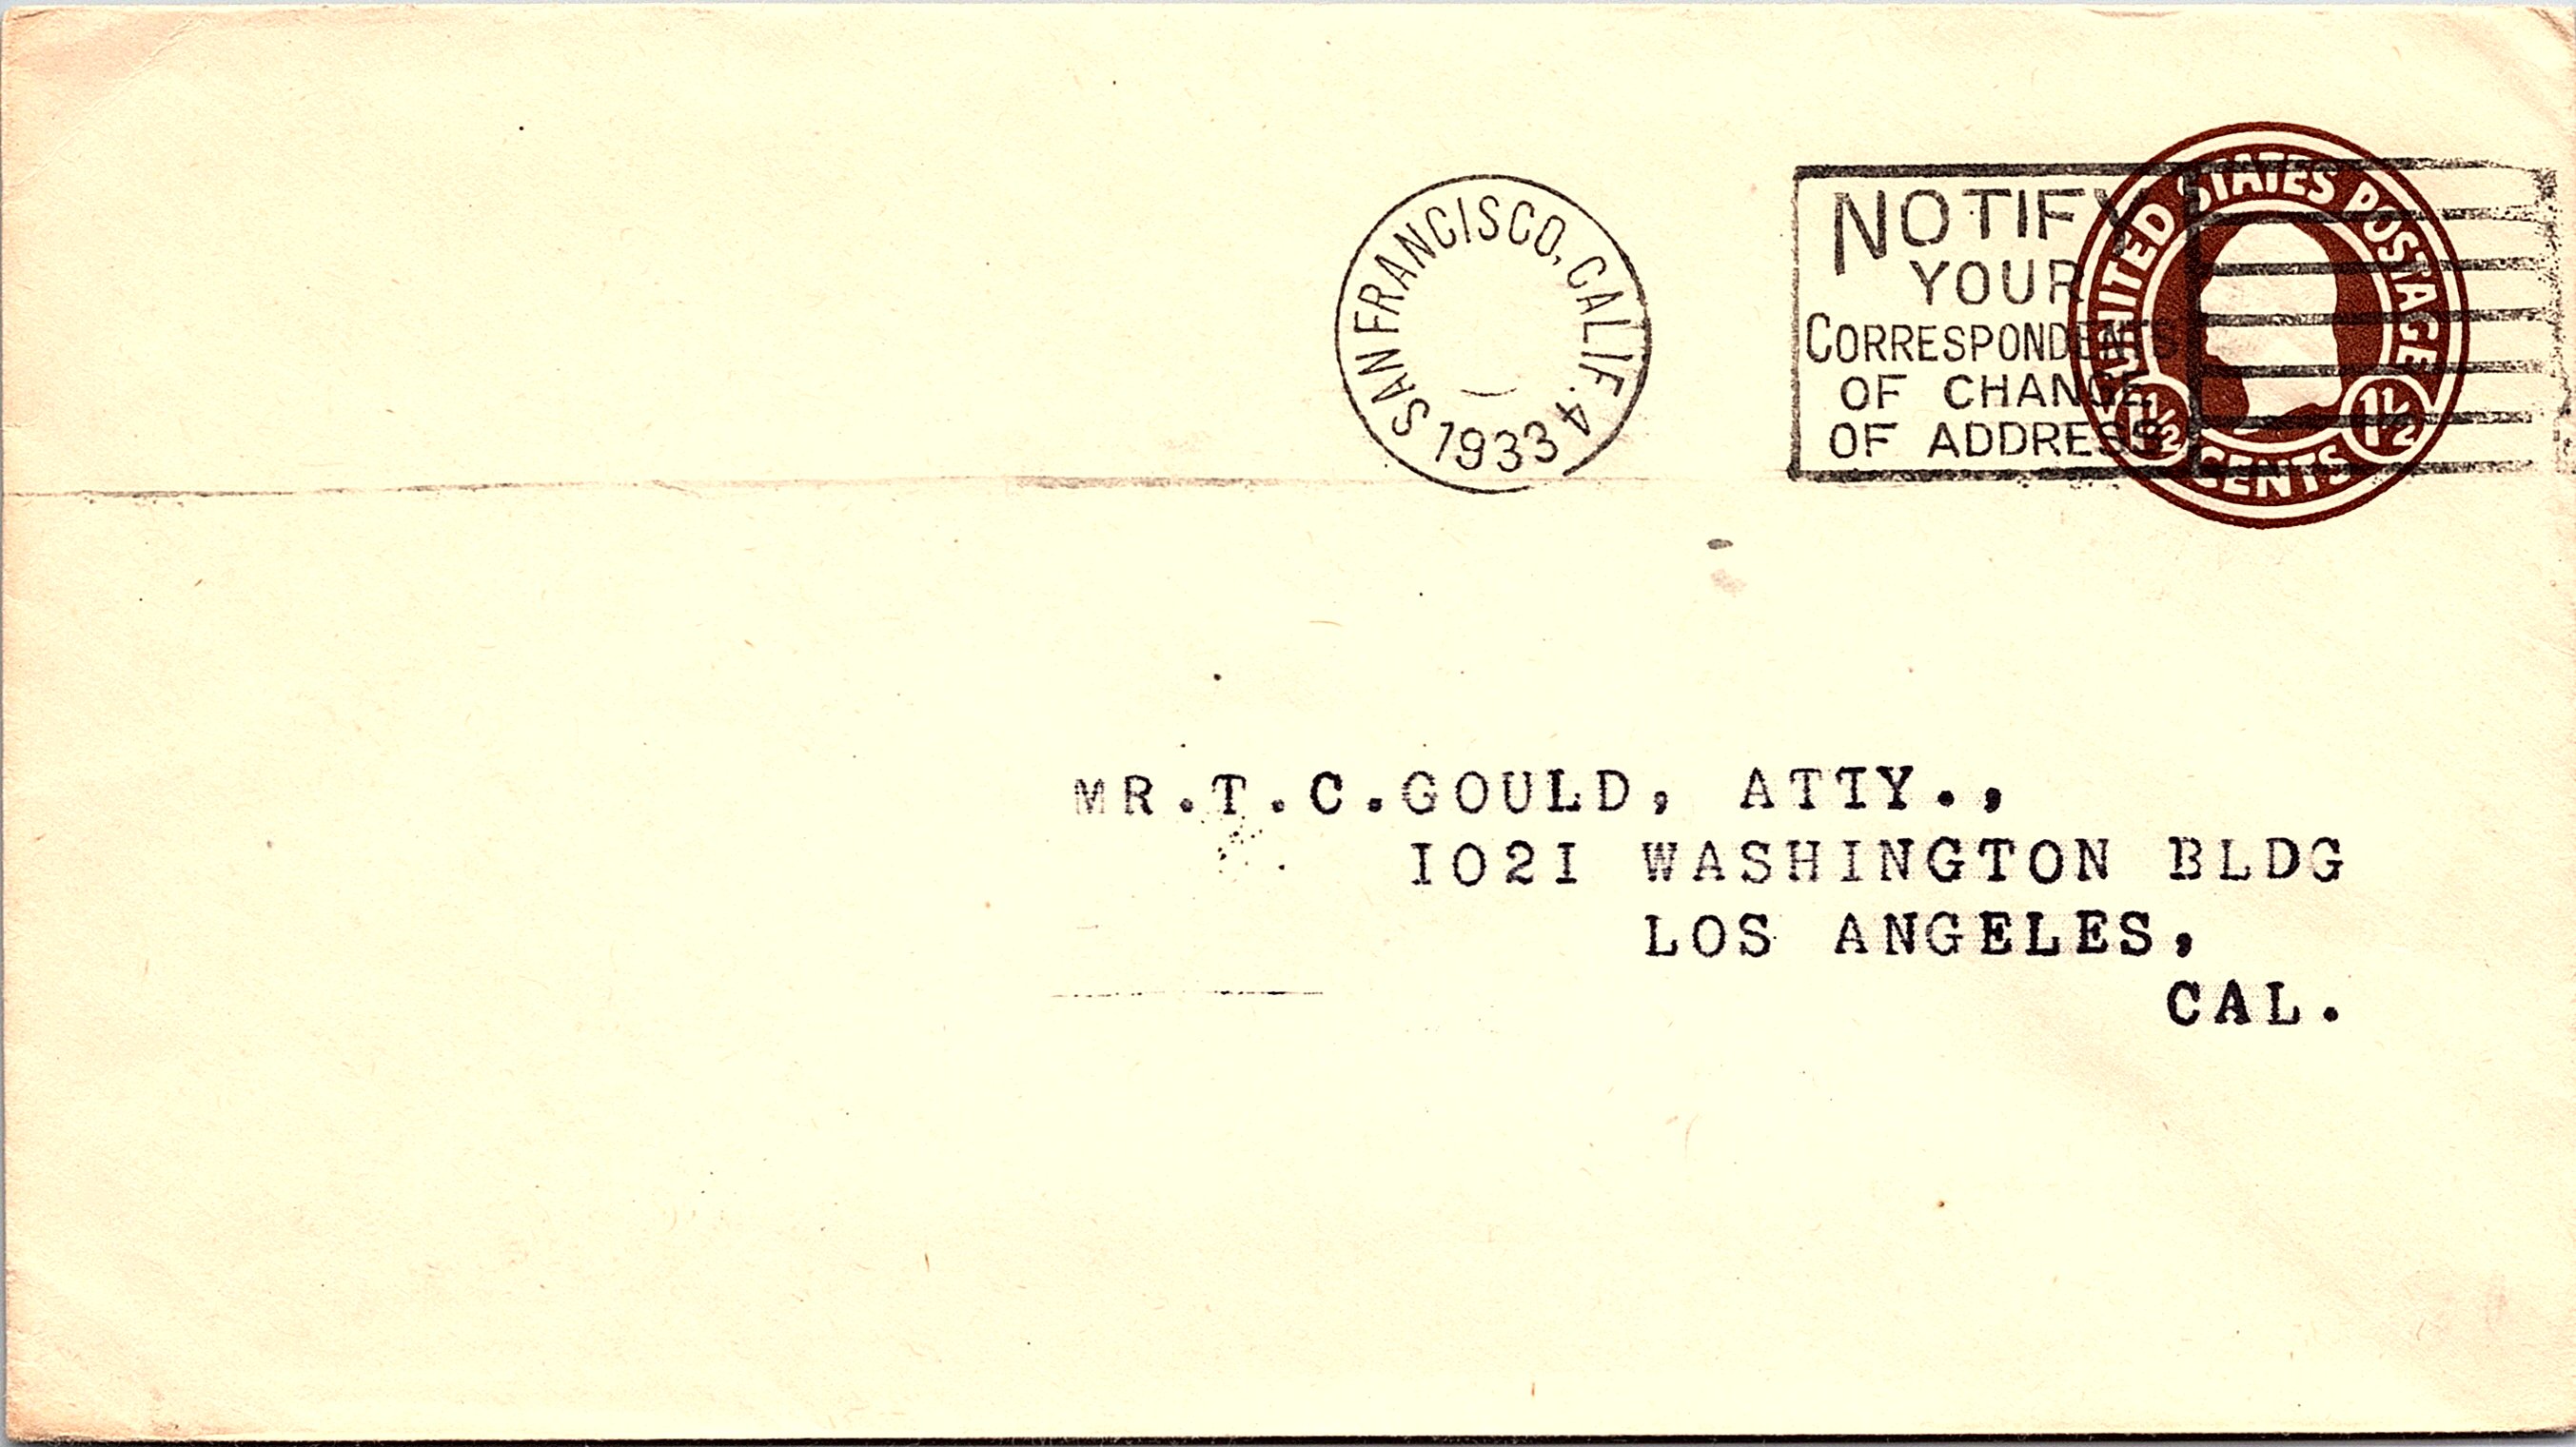 SAN FRANCISCO, CALIF. 4
1933
NOTIFY
YOUR
CORRESPONDENTS
OF CHANGE
OF ADDRESS
UNITED STATES POSTAGE
1½ 1½
CENTS
MR.T.C.GOULD, ATTY.,
1021 WASHINGTON BLDG
LOS ANGELES,
CAL.